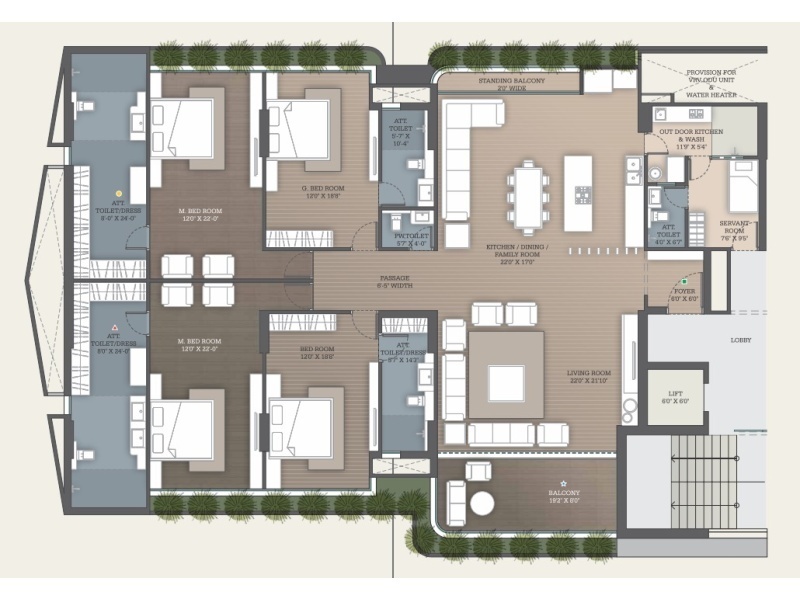 STANDING BALCONY
2'0" WIDE
PROVISION FOR
VRV ODU UNIT
&
WATER HEATER
ATT.
TOILET
5'-7" X
10'-4"
OUT DOOR KITCHEN
& WASH
11'9" X 5'4"
G. BED ROOM
12'0" X 18'9"
ATT.
TOILET/DRESS
8'-0" X 24'-0"
M. BED ROOM
12'0" X 22'-0"
ATT.
TOILET
4'0" X 6'7"
SERVANT
ROOM
7'6" X 9'5"
PW.TOILET
5'7" X 4'-0"
KITCHEN / DINING /
FAMILY ROOM
22'0" X 17'0"
PASSAGE
6'-5" WIDTH
FOYER
6'0" X 6'0"
ATT.
TOILET/DRESS
8'0" X 24'-0"
M. BED ROOM
12'0" X 22'-0"
BED ROOM
12'0" X 18'0"
ATT.
TOILET/DRESS
LOBBY
LIVING ROOM
22'0" X 21'10"
LIFT
6'0" X 6'0"
BALCONY
19'2" X 6'0"